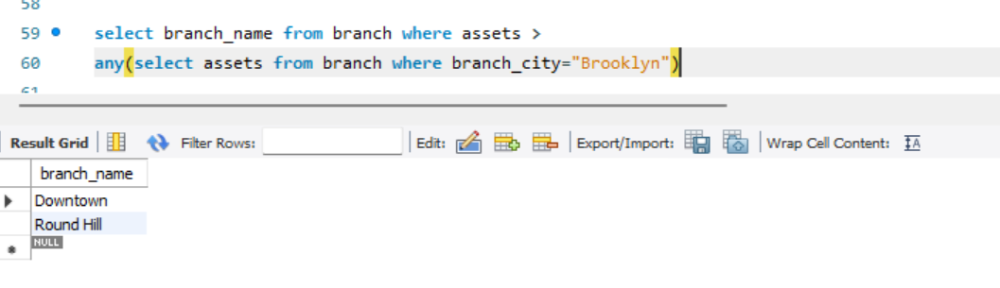 58
59 select branch_name from branch where assets >
60 any(select assets from branch where branch_city="Brooklyn")
61
Result Grid Filter Rows: Edit: Export/Import: Wrap Cell Content:
branch_name
Downtown
Round Hill
NULL